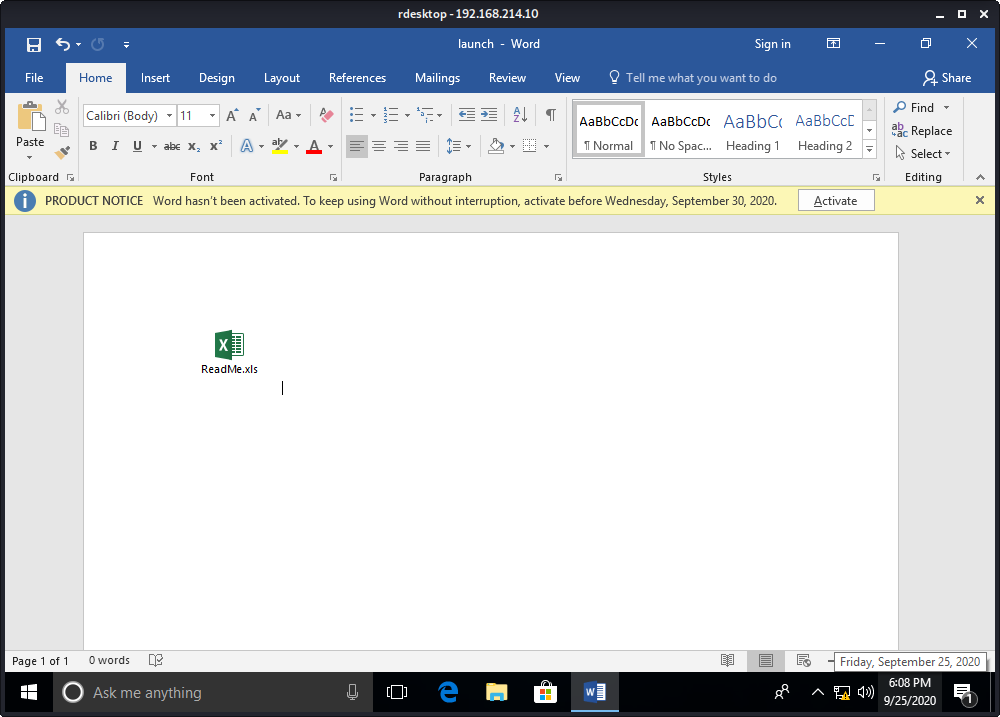 rdesktop - 192.168.214.10
launch - Word
Sign in
File
Home
Insert
Design
Layout
References
Mailings
Review
View
Tell me what you want to do
Share
Paste
Clipboard
Calibri (Body)
11
Aa
B I U abc x₂ x²
A
ab
A
Font
Paragraph
AaBbCcDc
¶ Normal
AaBbCcDc
¶ No Spac...
AaBbCc
Heading 1
AaBbCcD
Heading 2
Styles
Find
Replace
Select
Editing
PRODUCT NOTICE Word hasn't been activated. To keep using Word without interruption, activate before Wednesday, September 30, 2020.
Activate
ReadMe.xls
Page 1 of 1
0 words
Friday, September 25, 2020
Ask me anything
6:08 PM
9/25/2020
1